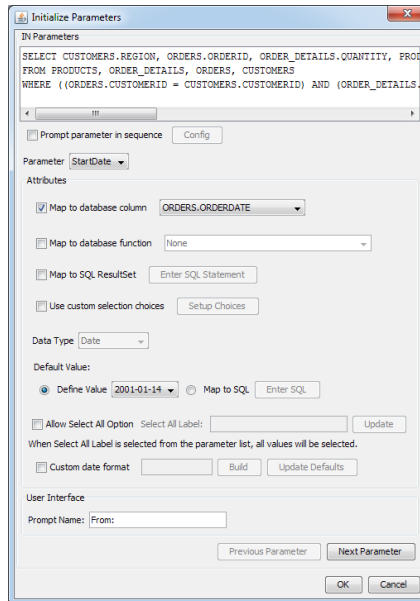 Initialize Parameters
IN Parameters
SELECT CUSTOMERS.REGION, ORDERS.ORDERID, ORDER_DETAILS.QUANTITY, PROD
FROM PRODUCTS, ORDER_DETAILS, ORDERS, CUSTOMERS
WHERE ((ORDERS.CUSTOMERID = CUSTOMERS.CUSTOMERID) AND (ORDER_DETAILS.
Prompt parameter in sequence Config
Parameter StartDate
Attributes
Map to database column ORDERS.ORDERDATE
Map to database function None
Map to SQL ResultSet Enter SQL Statement
Use custom selection choices Setup Choices
Data Type Date
Default Value:
Define Value 2001-01-14 Map to SQL Enter SQL
Allow Select All Option Select All Label: Update
When Select All Label is selected from the parameter list, all values will be selected.
Custom date format Build Update Defaults
User Interface
Prompt Name: From:
Previous Parameter Next Parameter
OK Cancel